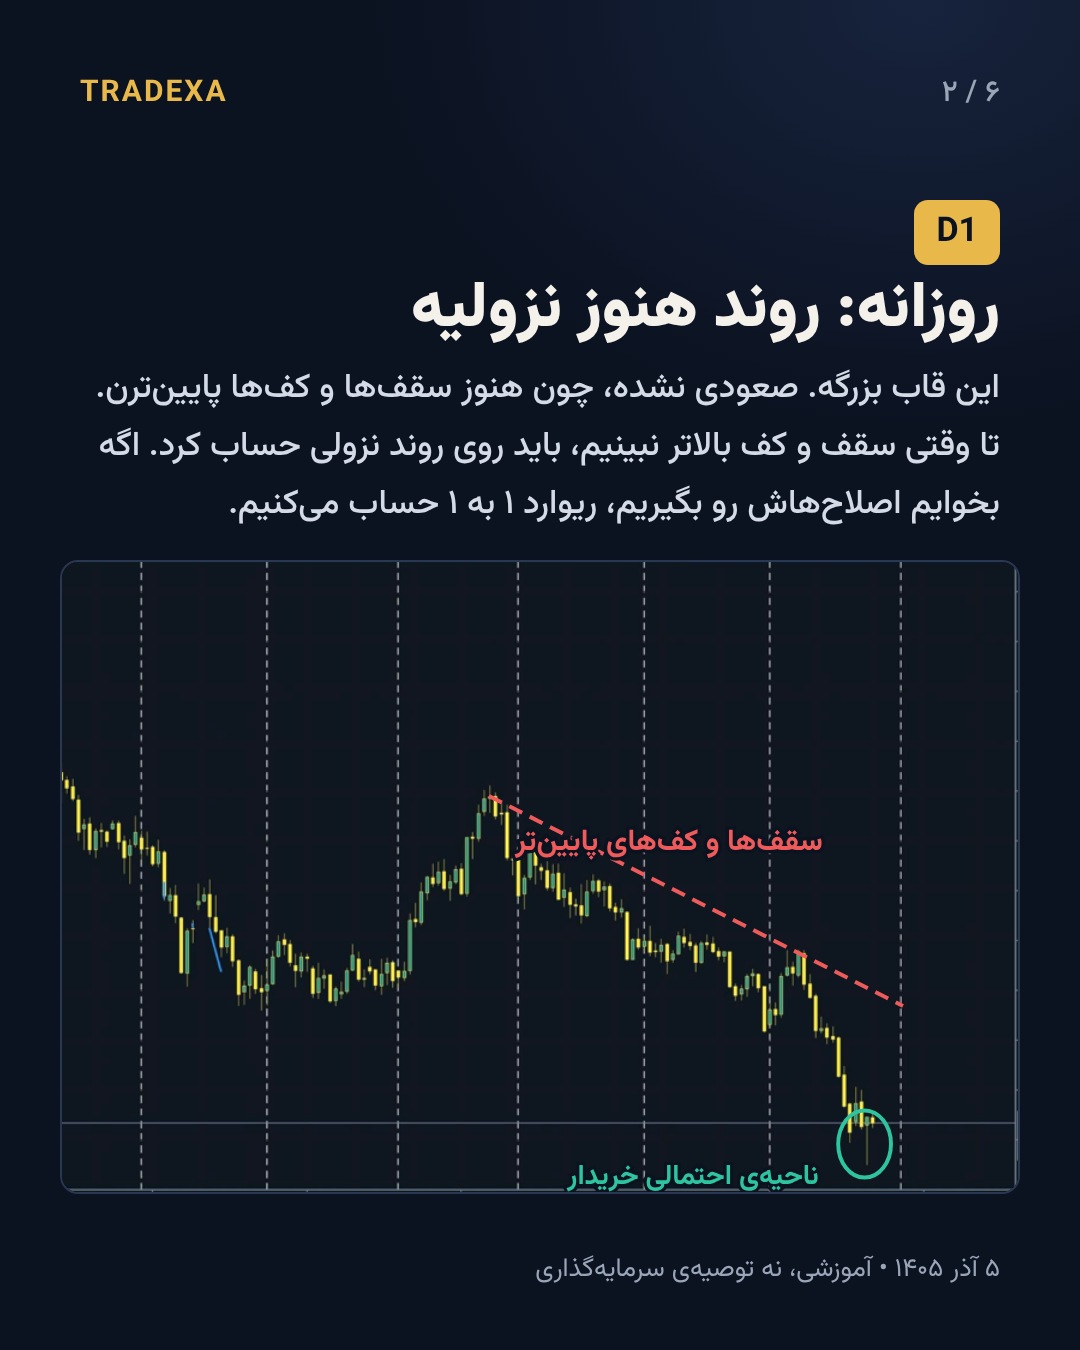 TRADEXA
۲ / ۶
D1
روزانه: روند هنوز نزولیه
این قاب بزرگه. صعودی نشده، چون هنوز سقف‌ها و کف‌ها پایین‌ترن.
تا وقتی سقف و کف بالاتر نبینیم، باید روی روند نزولی حساب کرد. اگه
بخوایم اصلاح‌هاش رو بگیریم، ریوارد ۱ به ۱ حساب می‌کنیم.
سقف‌ها و کف‌های پایین‌تر
ناحیه‌ی احتمالی خریدار
۵ آذر ۱۴۰۵ • آموزشی، نه توصیه‌ی سرمایه‌گذاری